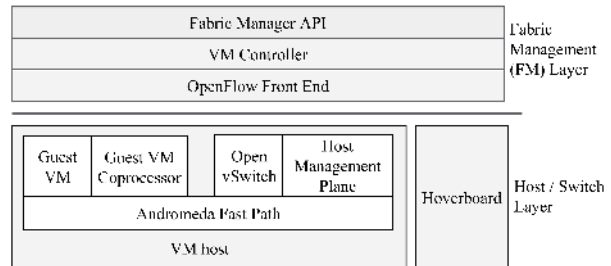 Fabric Manager API
VM Controller
OpenFlow Front End
Fabric
Management
(FM) Layer
Guest
VM
Guest VM
Coprocessor
Open
vSwitch
Host
Management
Plane
Andromeda Fast Path
VM host
Hoverboard
Host / Switch
Layer